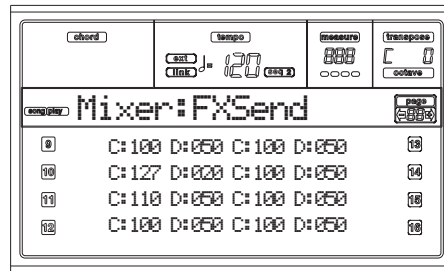 chord tempo measure transpose
ext ♩= 120 seq 2 888 C 0
link octave
song play Mixer:FXSend page
88
9 C:100 D:050 C:100 D:050 13
10 C:127 D:020 C:100 D:050 14
11 C:110 D:050 C:100 D:050 15
12 C:100 D:050 C:100 D:050 16